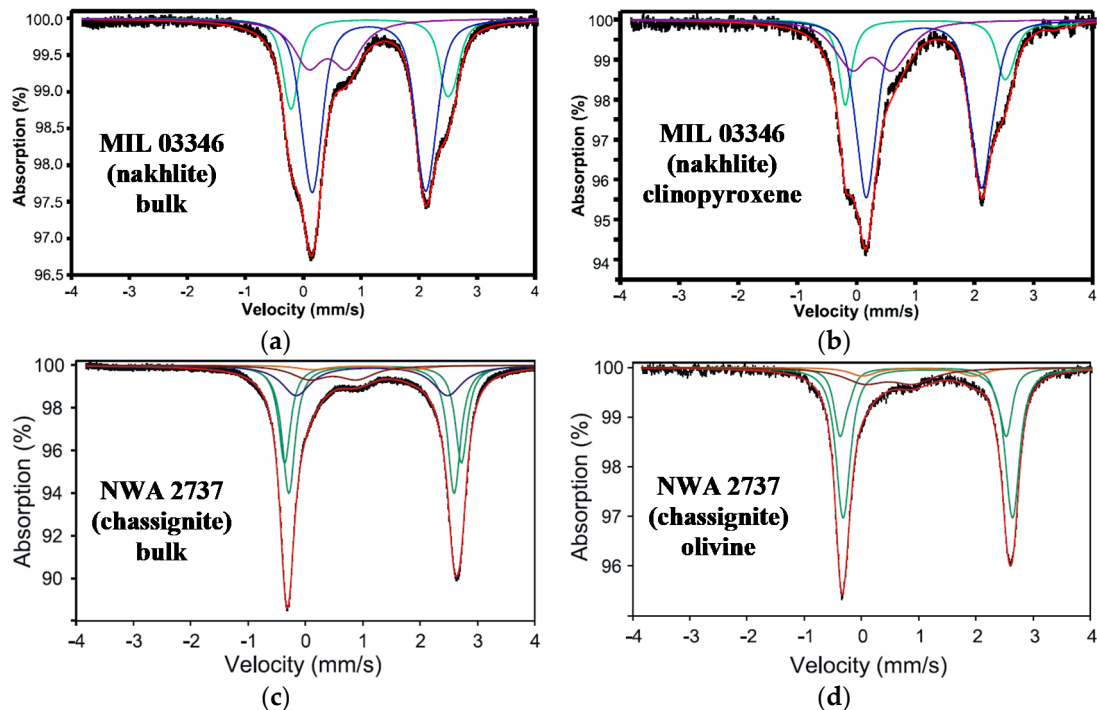 100.0
99.5
99.0
98.5
98.0
97.5
97.0
96.5
Absorption (%)
MIL 03346
(nakhlite)
bulk
-4 -3 -2 -1 0 1 2 3 4
Velocity (mm/s)
(a)
100
99
98
97
96
95
94
Absorption (%)
MIL 03346
(nakhlite)
clinopyroxene
-4 -3 -2 -1 0 1 2 3 4
Velocity (mm/s)
(b)
100
98
96
94
92
90
Absorption (%)
NWA 2737
(chassignite)
bulk
-4 -3 -2 -1 0 1 2 3 4
Velocity (mm/s)
(c)
100
99
98
97
96
Absorption (%)
NWA 2737
(chassignite)
olivine
-4 -3 -2 -1 0 1 2 3 4
Velocity (mm/s)
(d)